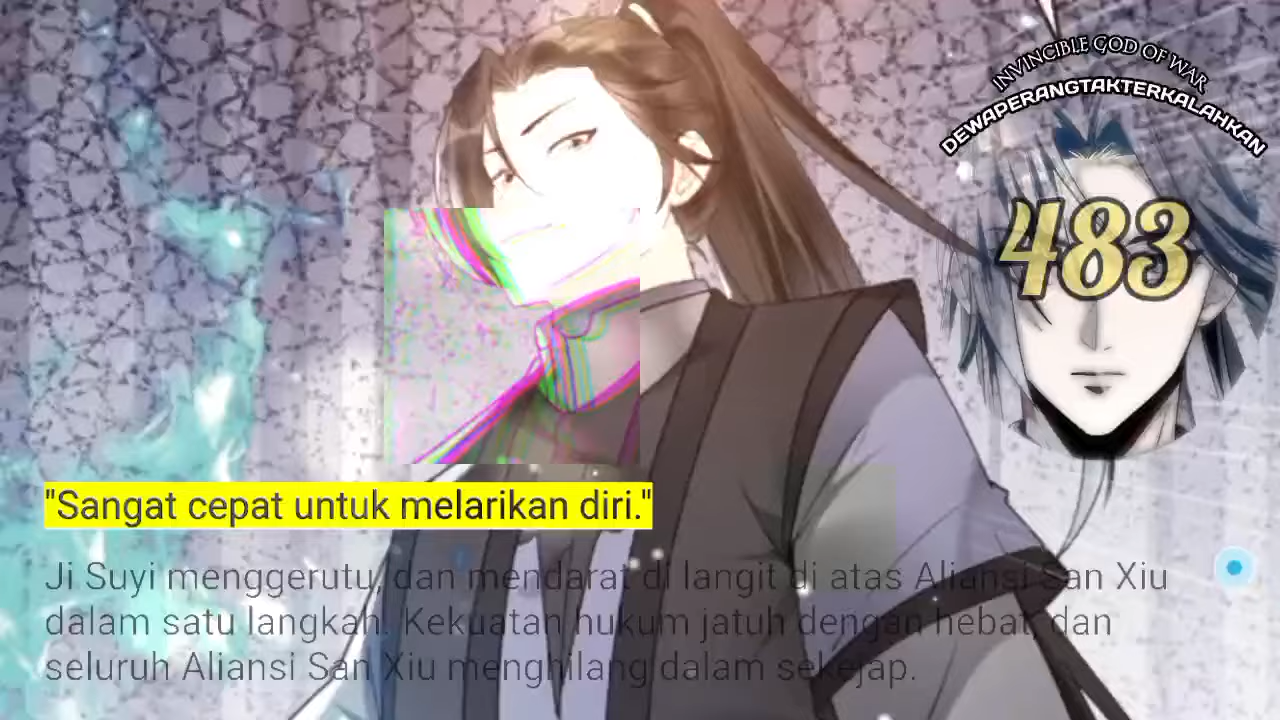 INVINCIBLE GOD OF WAR
DEWAPERANGTAKTERKALAHKAN
483
"Sangat cepat untuk melarikan diri."
Ji Suyi menggerutu, dan mendarat di langit di atas Aliansi San Xiu
dalam satu langkah! Kekuatan hukum jatuh dengan hebat, dan
seluruh Aliansi San Xiu menghilang dalam sekejap.